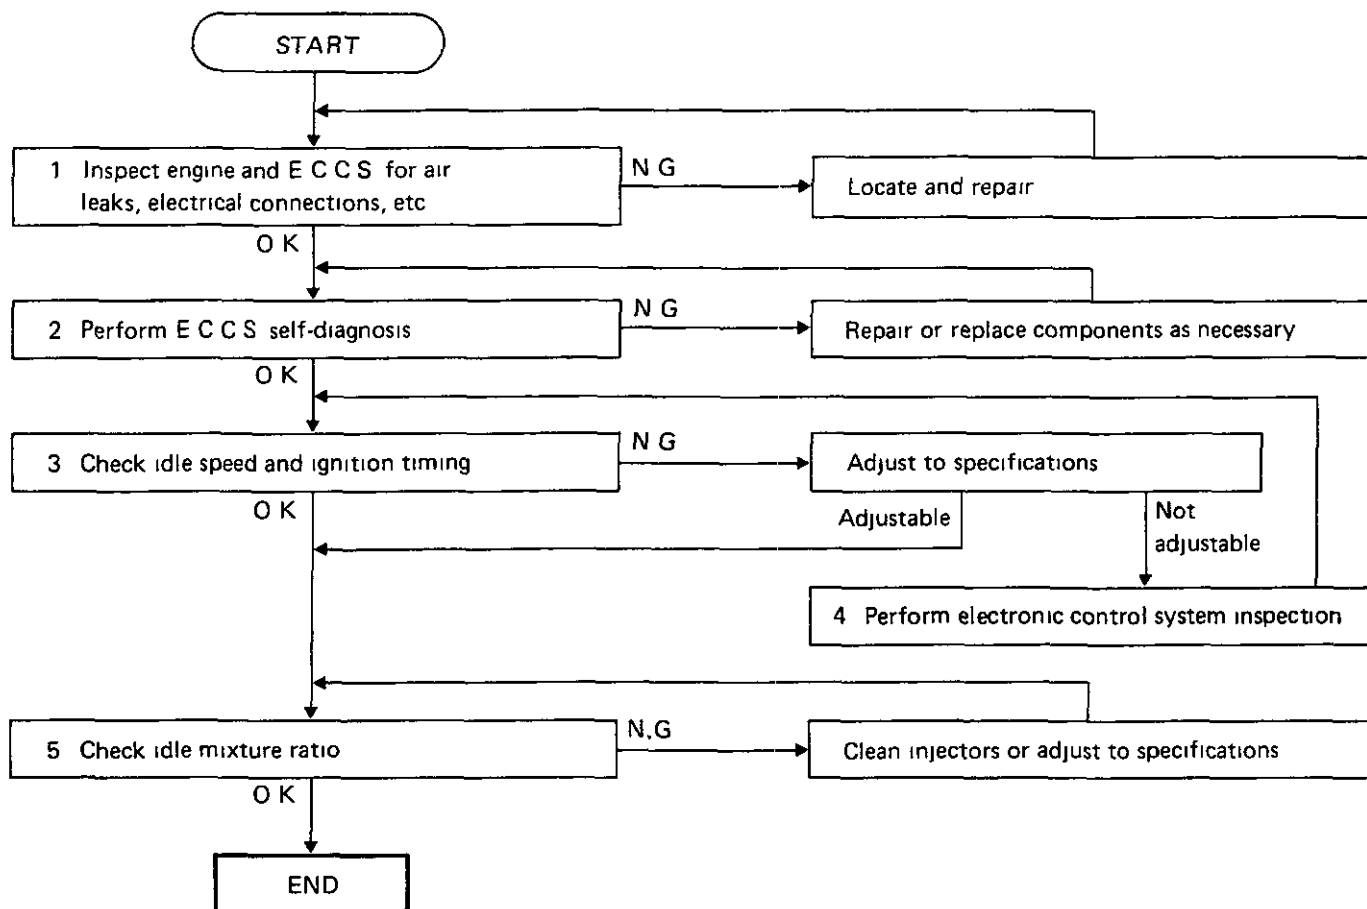 START
1 Inspect engine and E C C S for air
leaks, electrical connections, etc
N G
Locate and repair
O K
2 Perform E C C S self-diagnosis
N G
Repair or replace components as necessary
O K
3 Check idle speed and ignition timing
N G
Adjust to specifications
O K
Adjustable
Not
adjustable
4 Perform electronic control system inspection
5 Check idle mixture ratio
N.G
Clean injectors or adjust to specifications
O K
END